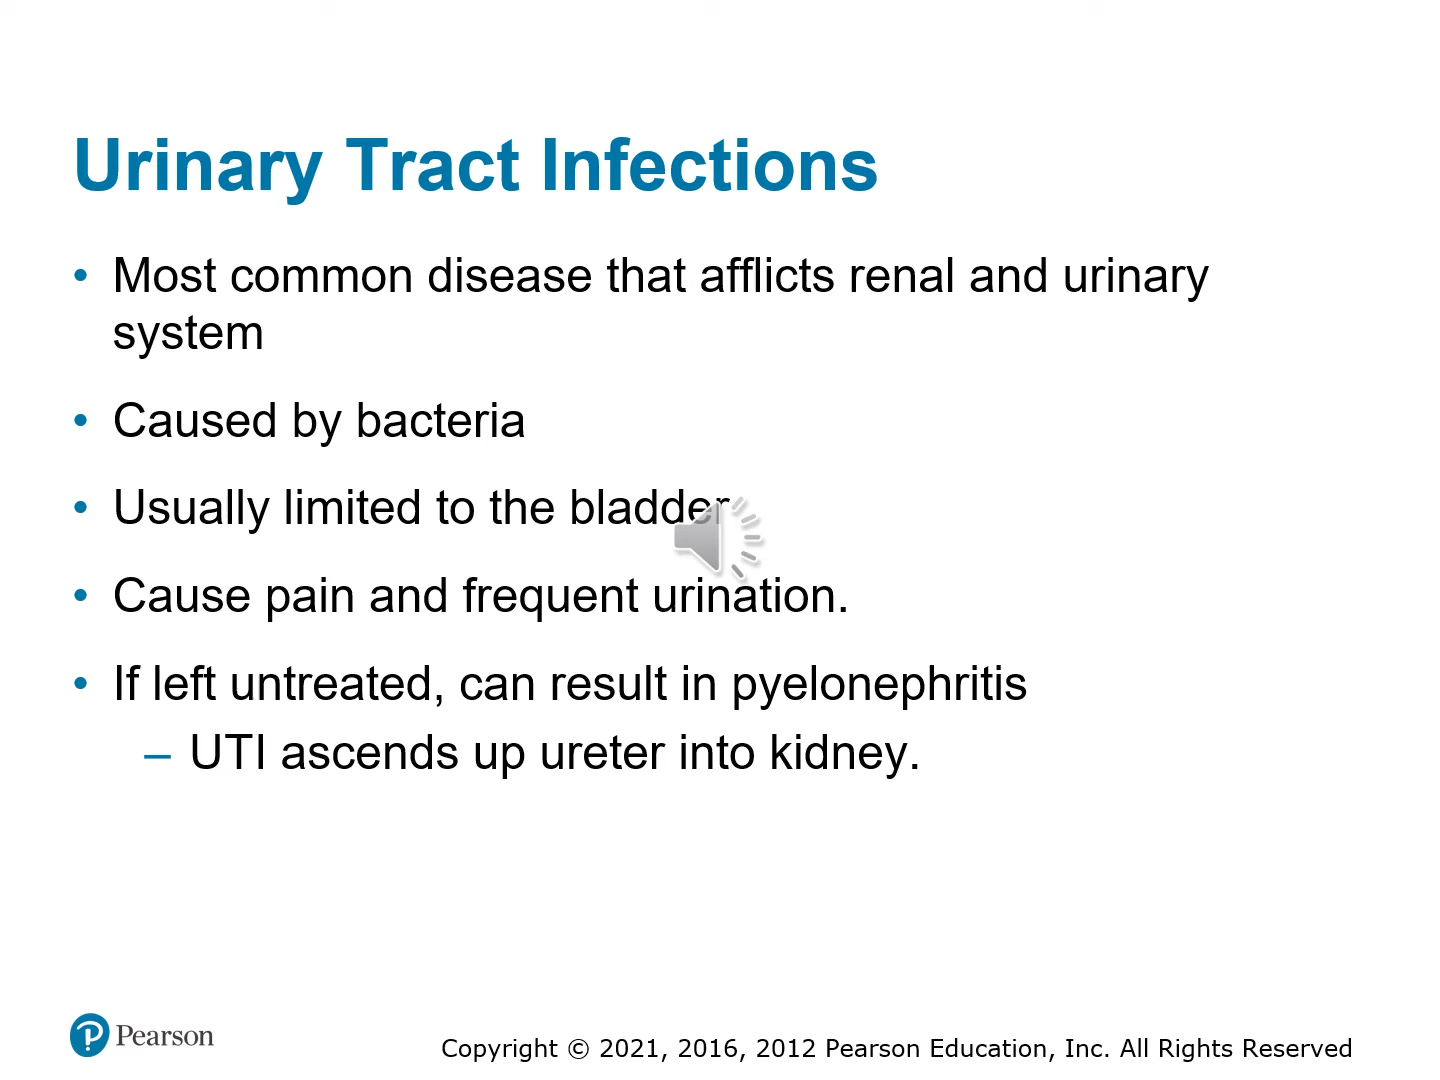 Urinary Tract Infections
• Most common disease that afflicts renal and urinary
system
• Caused by bacteria
• Usually limited to the bladder
• Cause pain and frequent urination.
• If left untreated, can result in pyelonephritis
– UTI ascends up ureter into kidney.
Pearson
Copyright © 2021, 2016, 2012 Pearson Education, Inc. All Rights Reserved